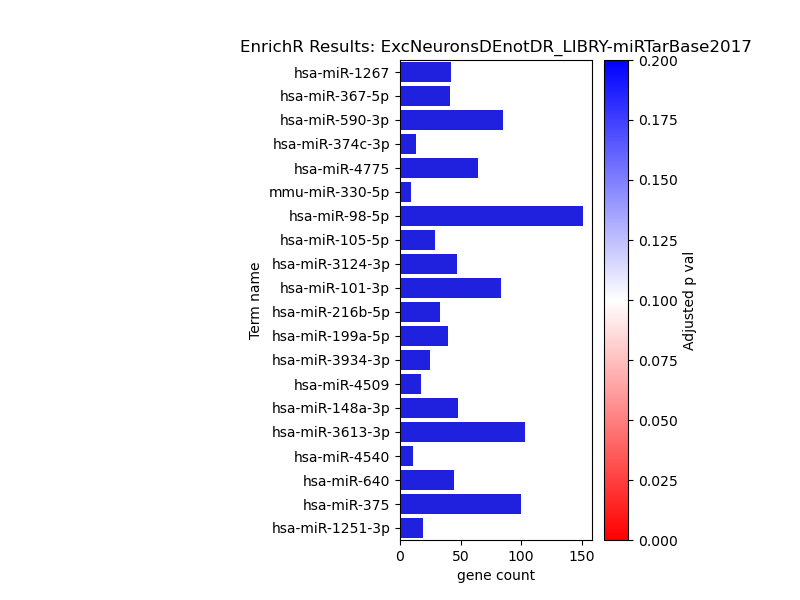 EnrichR Results: ExcNeuronsDEnotDR_LIBRY-miRTarBase2017
hsa-miR-1267
hsa-miR-367-5p
hsa-miR-590-3p
hsa-miR-374c-3p
hsa-miR-4775
mmu-miR-330-5p
hsa-miR-98-5p
hsa-miR-105-5p
hsa-miR-3124-3p
hsa-miR-101-3p
hsa-miR-216b-5p
hsa-miR-199a-5p
hsa-miR-3934-3p
hsa-miR-4509
hsa-miR-148a-3p
hsa-miR-3613-3p
hsa-miR-4540
hsa-miR-640
hsa-miR-375
hsa-miR-1251-3p
Term name
0 50 100 150
gene count
0.200
0.175
0.150
0.125
0.100
0.075
0.050
0.025
0.000
Adjusted p val